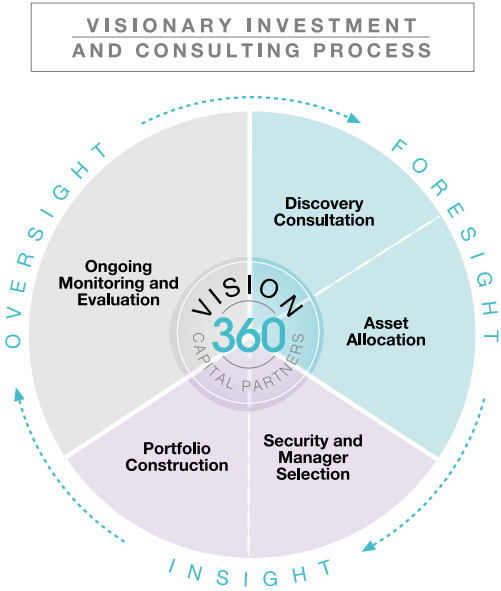 VISIONARY INVESTMENT
AND CONSULTING PROCESS
OVERSIGHT
FORESIGHT
INSIGHT
Discovery
Consultation
Asset
Allocation
Security and
Manager
Selection
Portfolio
Construction
Ongoing
Monitoring and
Evaluation
VISION
360
CAPITAL PARTNERS